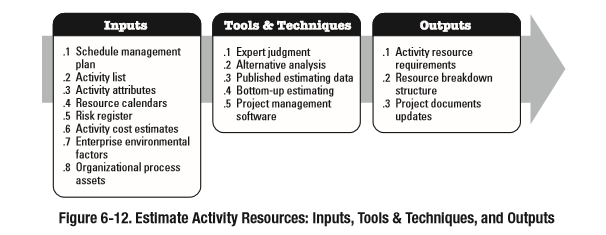 Inputs
.1 Schedule management
plan
.2 Activity list
.3 Activity attributes
.4 Resource calendars
.5 Risk register
.6 Activity cost estimates
.7 Enterprise environmental
factors
.8 Organizational process
assets
Tools & Techniques
.1 Expert judgment
.2 Alternative analysis
.3 Published estimating data
.4 Bottom-up estimating
.5 Project management
software
Outputs
.1 Activity resource
requirements
.2 Resource breakdown
structure
.3 Project documents
updates
Figure 6-12. Estimate Activity Resources: Inputs, Tools & Techniques, and Outputs